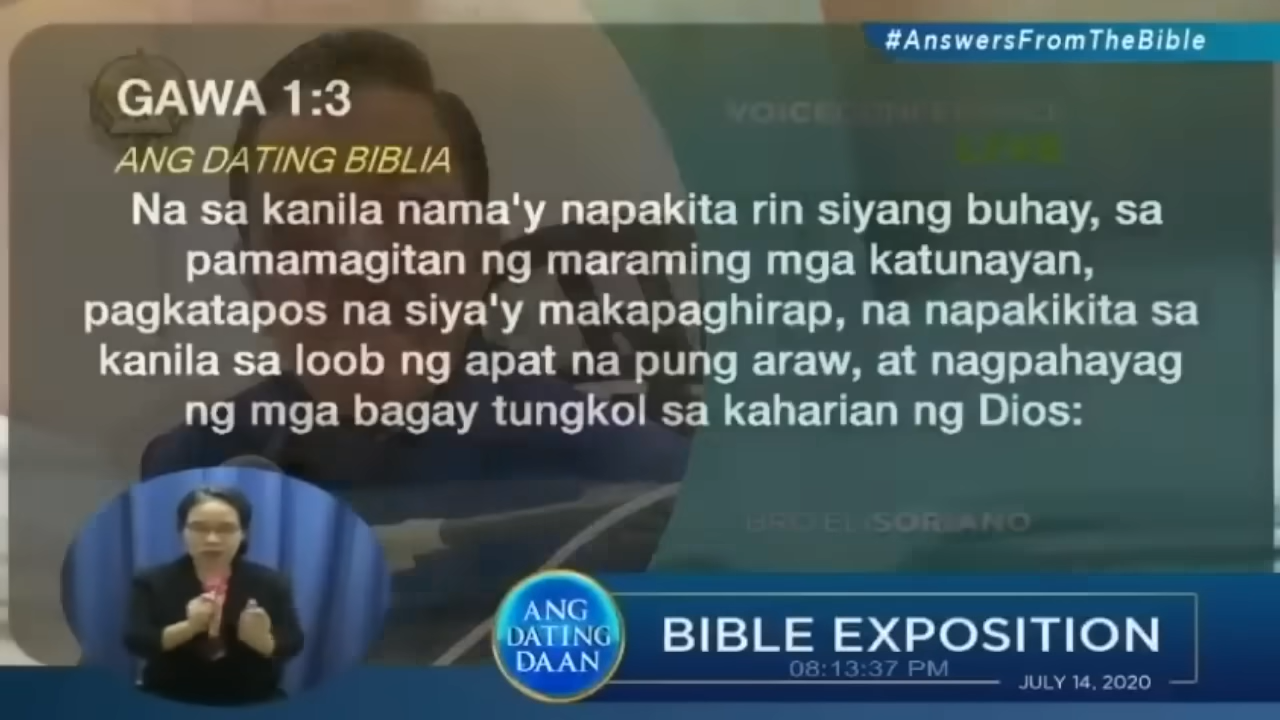 #AnswersFromTheBible
GAWA 1:3
ANG DATING BIBLIA
Na sa kanila nama'y napakita rin siyang buhay, sa
pamamagitan ng maraming mga katunayan,
pagkatapos na siya'y makapaghirap, na napakikita sa
kanila sa loob ng apat na pung araw, at nagpahayag
ng mga bagay tungkol sa kaharian ng Dios:
SORIANO
ANG
DATING
DAAN
BIBLE EXPOSITION
08:13:37 PM
JULY 14, 2020